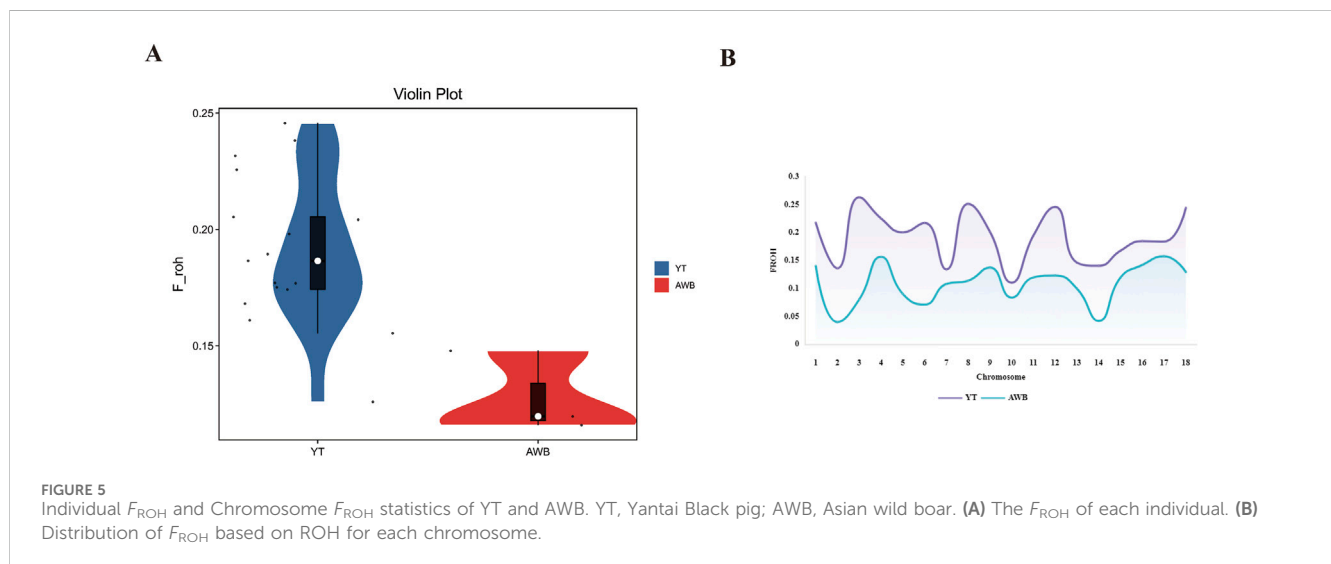 A
Violin Plot
0.25
0.20
0.15
F_roh
YT
AWB
YT
AWB
B
0.3
0.25
0.2
0.15
0.1
0.05
0
FROH
1 2 3 4 5 6 7 8 9 10 11 12 13 14 15 16 17 18
Chromosome
YT AWB
FIGURE 5
Individual FROH and Chromosome FROH statistics of YT and AWB. YT, Yantai Black pig; AWB, Asian wild boar. (A) The FROH of each individual. (B)
Distribution of FROH based on ROH for each chromosome.